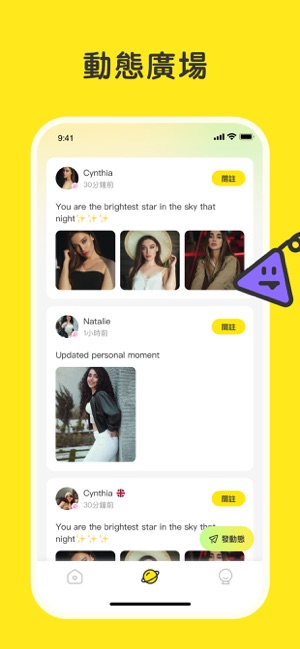 動態廣場
9:41
Cynthia
30分鐘前
關註
You are the brightest star in the sky that
night✨✨✨
Natalie
1小時前
關註
Updated personal moment
Cynthia 🇬🇧
30分鐘前
關註
You are the brightest star in the sky that
night✨✨✨
發動態